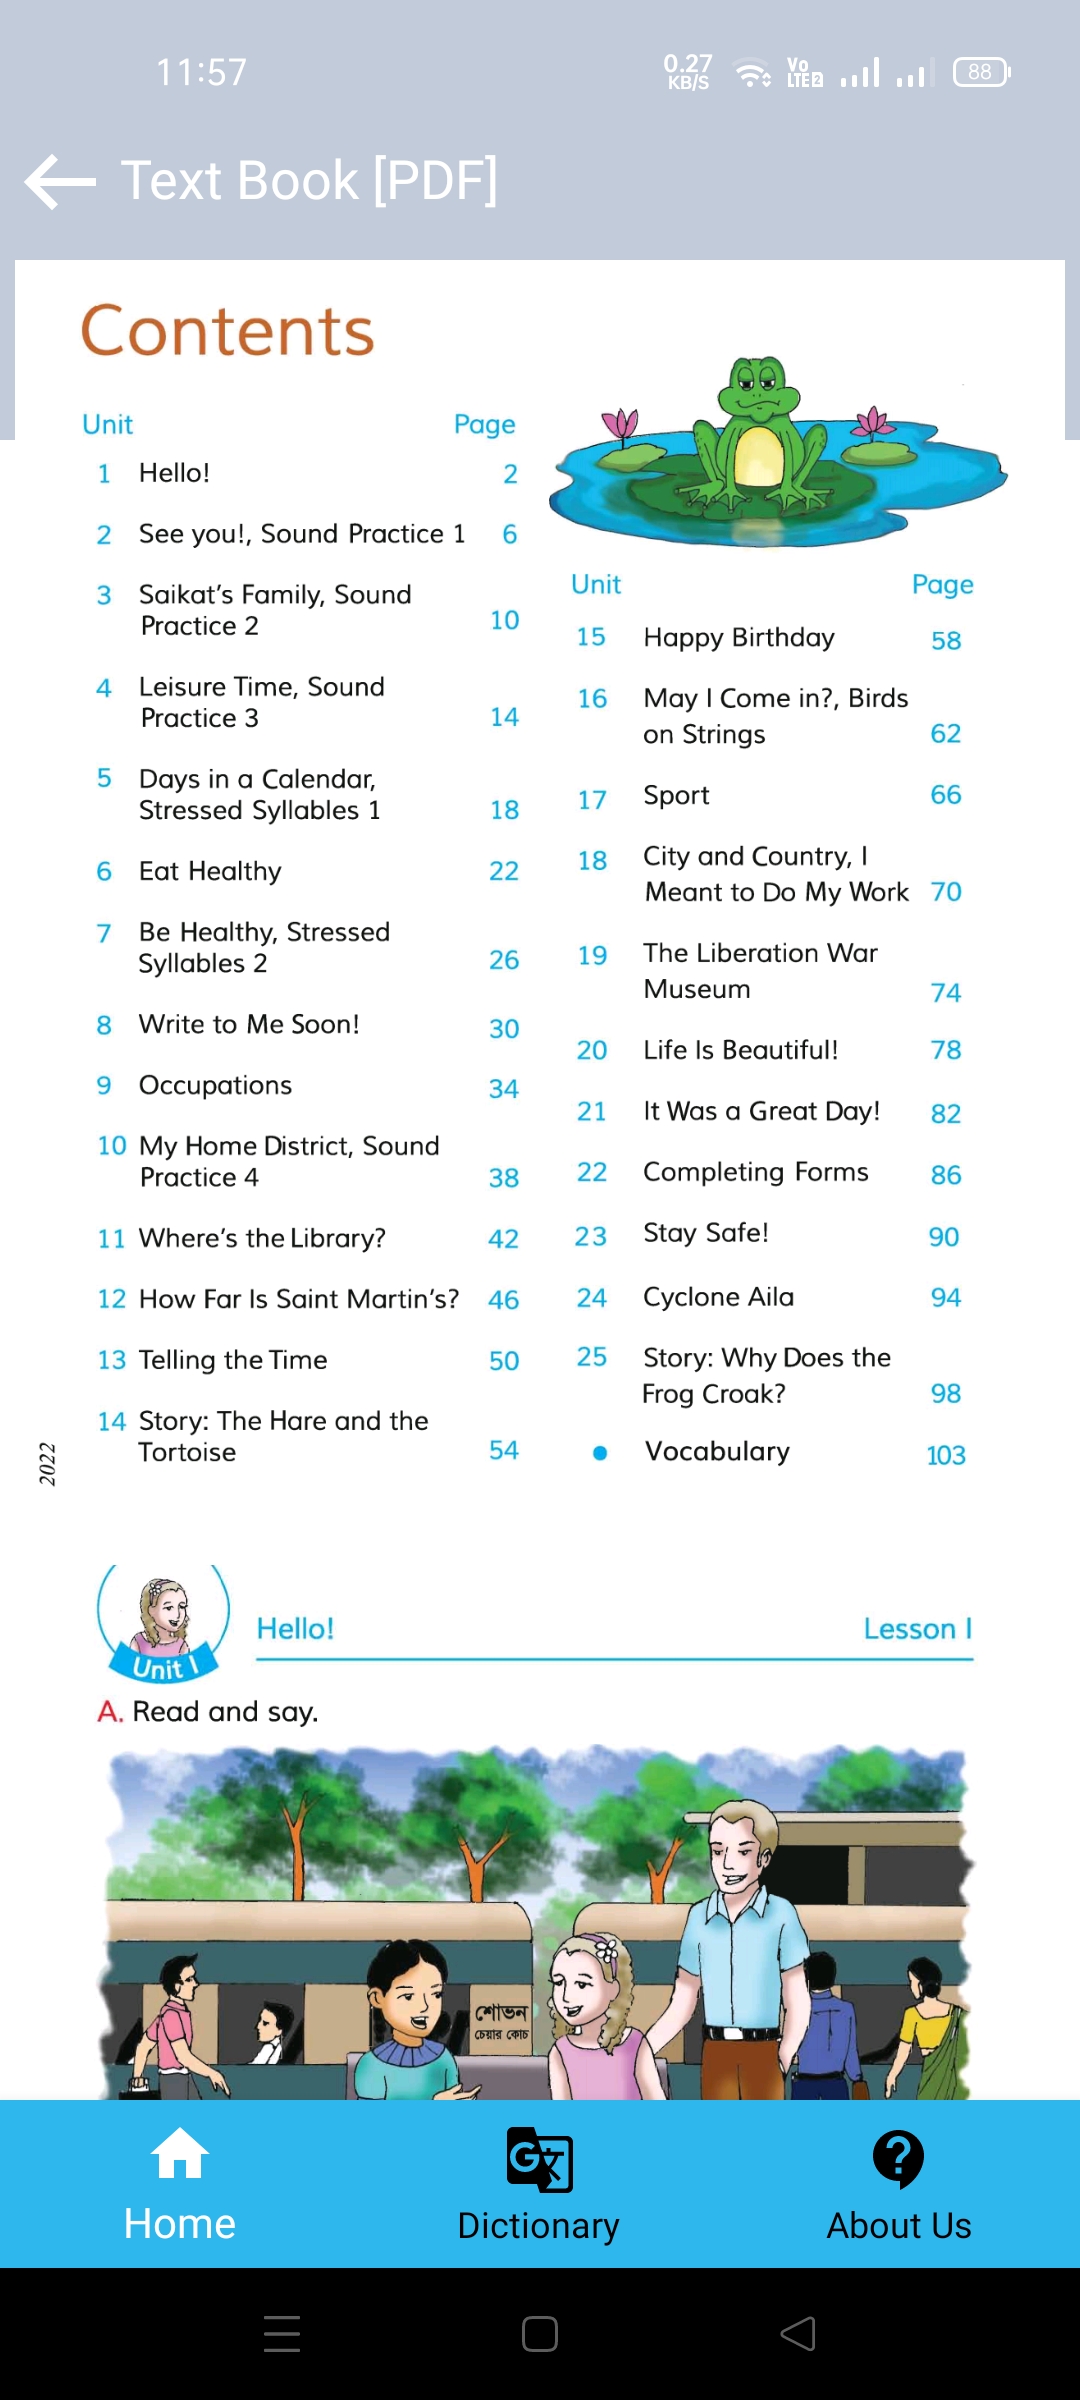 11:57
0.27
KB/S
Vo
LTE 2
88
Text Book [PDF]
Contents
Unit Page
1 Hello! 2
2 See you!, Sound Practice 1 6
3 Saikat's Family, Sound
Practice 2 10
4 Leisure Time, Sound
Practice 3 14
5 Days in a Calendar,
Stressed Syllables 1 18
6 Eat Healthy 22
7 Be Healthy, Stressed
Syllables 2 26
8 Write to Me Soon! 30
9 Occupations 34
10 My Home District, Sound
Practice 4 38
11 Where's the Library? 42
12 How Far Is Saint Martin's? 46
13 Telling the Time 50
14 Story: The Hare and the
Tortoise 54
Unit Page
15 Happy Birthday 58
16 May I Come in?, Birds
on Strings 62
17 Sport 66
18 City and Country, I
Meant to Do My Work 70
19 The Liberation War
Museum 74
20 Life Is Beautiful! 78
21 It Was a Great Day! 82
22 Completing Forms 86
23 Stay Safe! 90
24 Cyclone Aila 94
25 Story: Why Does the
Frog Croak? 98
• Vocabulary 103
2022
Unit I
Hello! Lesson I
A. Read and say.
শোভন
চেয়ার কোচ
Home
Dictionary
About Us